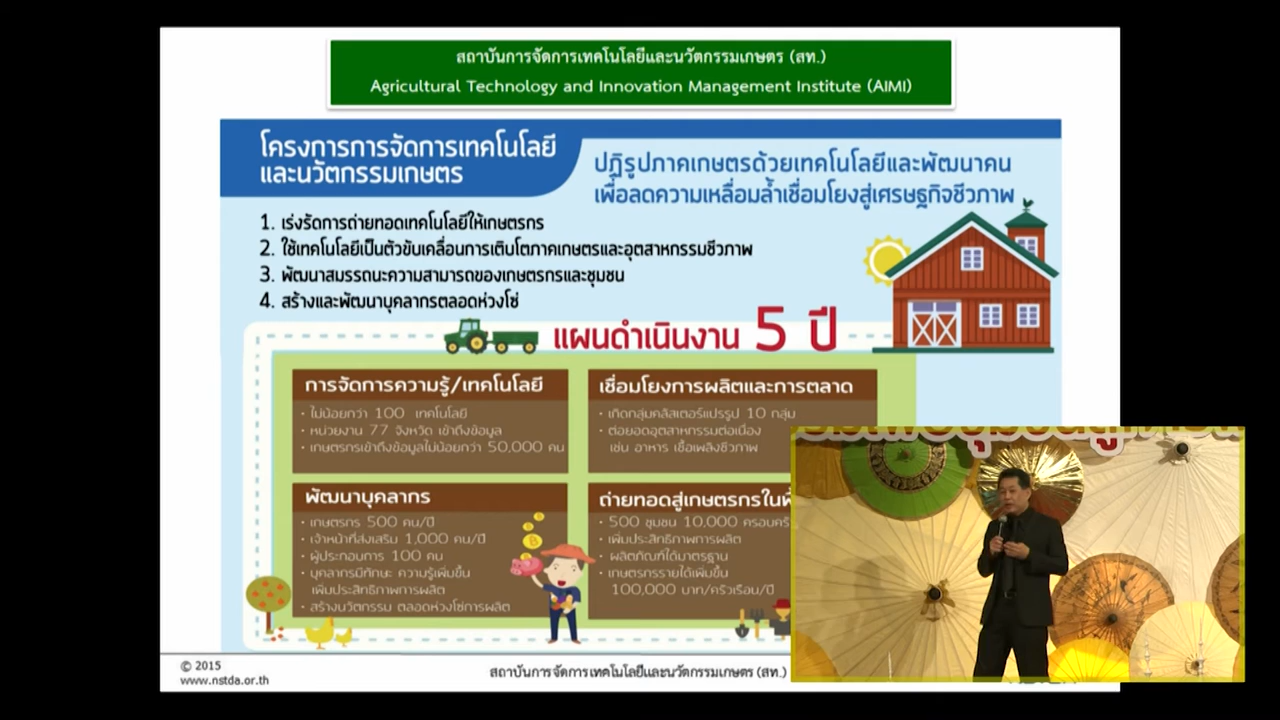 สถาบันการจัดการเทคโนโลยีและนวัตกรรมเกษตร (สท.)
Agricultural Technology and Innovation Management Institute (AIMI)
โครงการการจัดการเทคโนโลยี
และนวัตกรรมเกษตร
ปฏิรูปภาคเกษตรด้วยเทคโนโลยีและพัฒนาคน
เพื่อลดความเหลื่อมล้ำเชื่อมโยงสู่เศรษฐกิจชีวภาพ
1. เร่งรัดการถ่ายทอดเทคโนโลยีให้เกษตรกร
2. ใช้เทคโนโลยีเป็นตัวขับเคลื่อนการเติบโตภาคเกษตรและอุตสาหกรรมชีวภาพ
3. พัฒนาสมรรถนะความสามารถของเกษตรกรและชุมชน
4. สร้างและพัฒนาบุคลากรตลอดห่วงโซ่
แผนดำเนินงาน 5 ปี
การจัดการความรู้/เทคโนโลยี
• ไม่น้อยกว่า 100 เทคโนโลยี
• หน่วยงาน 77 จังหวัด เข้าถึงข้อมูล
• เกษตรกรเข้าถึงข้อมูลไม่น้อยกว่า 50,000 คน
เชื่อมโยงการผลิตและการตลาด
• เกิดกลุ่มคลัสเตอร์แปรรูป 10 กลุ่ม
• ต่อยอดอุตสาหกรรมต่อเนื่อง
เช่น อาหาร เชื้อเพลิงชีวภาพ
พัฒนาบุคลากร
• เกษตรกร 500 คน/ปี
• เจ้าหน้าที่ส่งเสริม 1,000 คน/ปี
• ผู้ประกอบการ 100 คน
• บุคลากรมีทักษะ ความรู้เพิ่มขึ้น
เพิ่มประสิทธิภาพการผลิต
• สร้างนวัตกรรม ตลอดห่วงโซ่การผลิต
ถ่ายทอดสู่เกษตรกรใน
• 500 ชุมชน 10,000
• เพิ่มประสิทธิภาพการผลิต
• ผลิตภัณฑ์ได้มาตรฐาน
• เกษตรกรรายได้เพิ่มขึ้น
100,000 บาท/ครัวเรือน/ปี
© 2015
www.nstda.or.th
สถาบันการจัดการเทคโนโลยีและนวัตกรรมเกษตร (สท.)